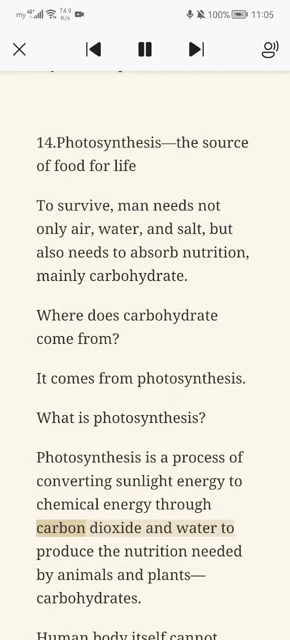 my 4G 74.9 K/s 100% 11:05
14.Photosynthesis—the source
of food for life
To survive, man needs not
only air, water, and salt, but
also needs to absorb nutrition,
mainly carbohydrate.
Where does carbohydrate
come from?
It comes from photosynthesis.
What is photosynthesis?
Photosynthesis is a process of
converting sunlight energy to
chemical energy through
carbon dioxide and water to
produce the nutrition needed
by animals and plants—
carbohydrates.
Human body itself cannot